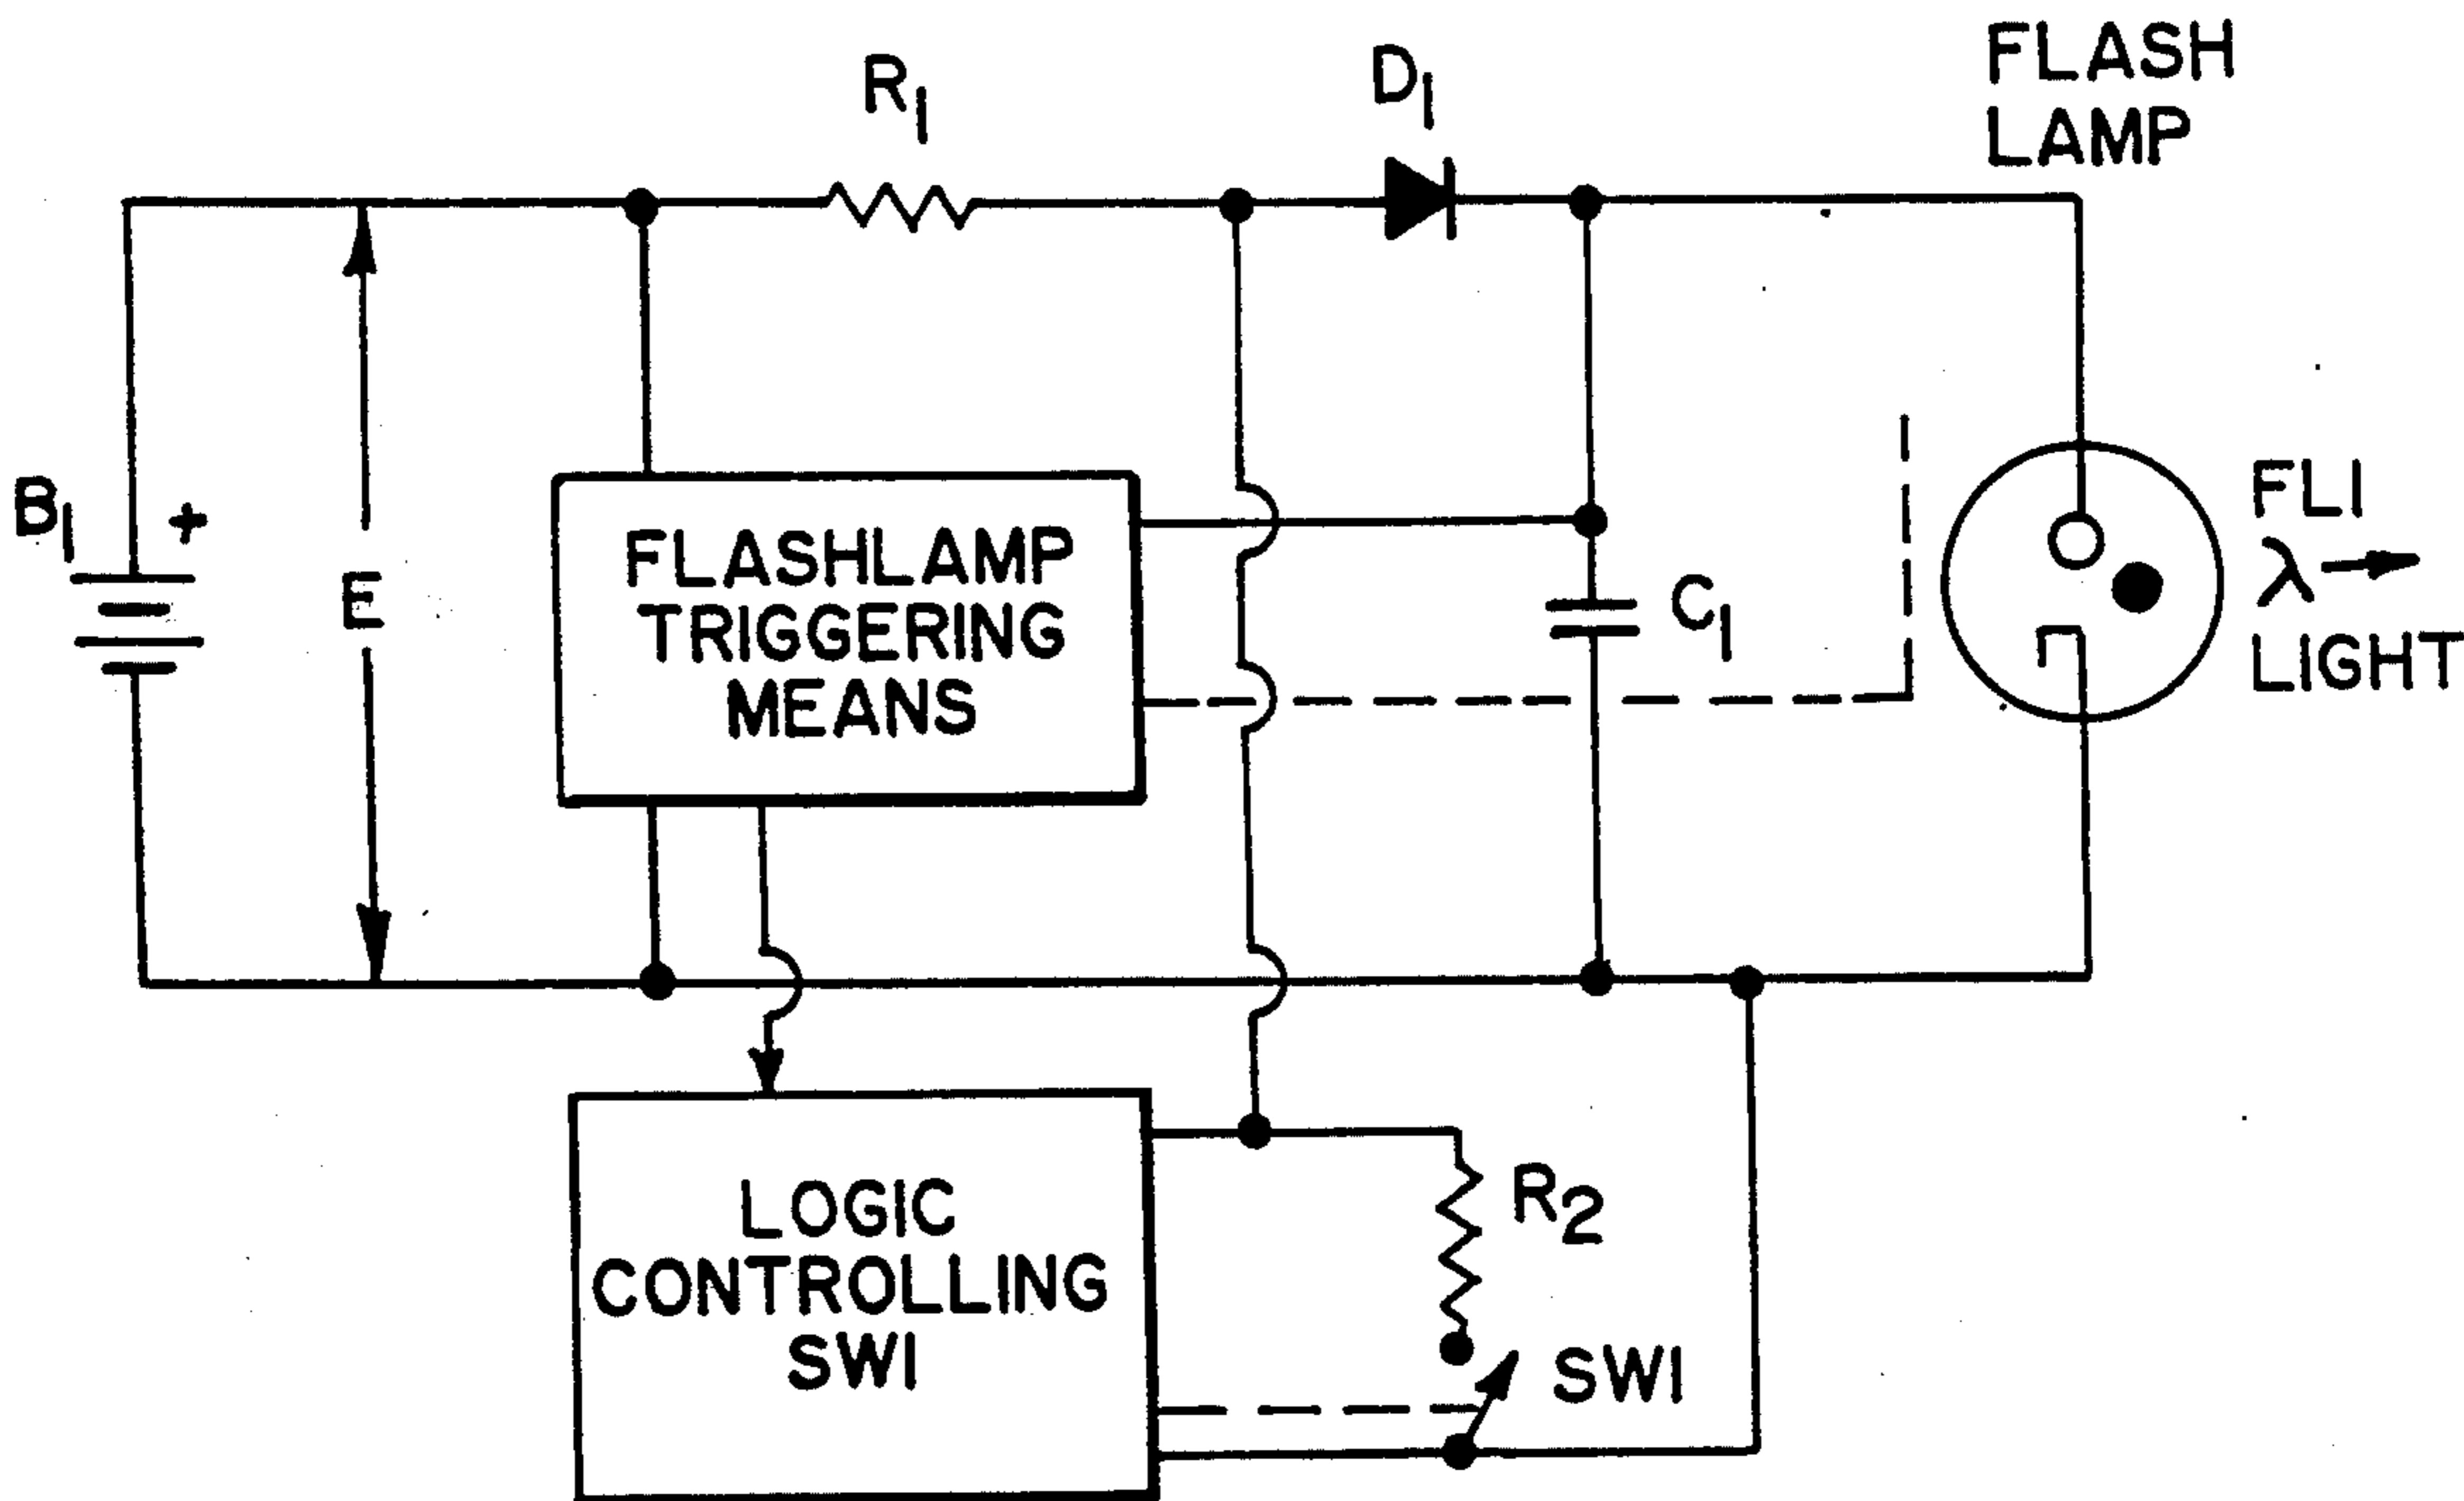 R1
D1
FLASH
LAMP
B1
+
E
FLASHLAMP
TRIGGERING
MEANS
C1
FL1
λ
LIGHT
LOGIC
CONTROLLING
SW1
R2
SW1